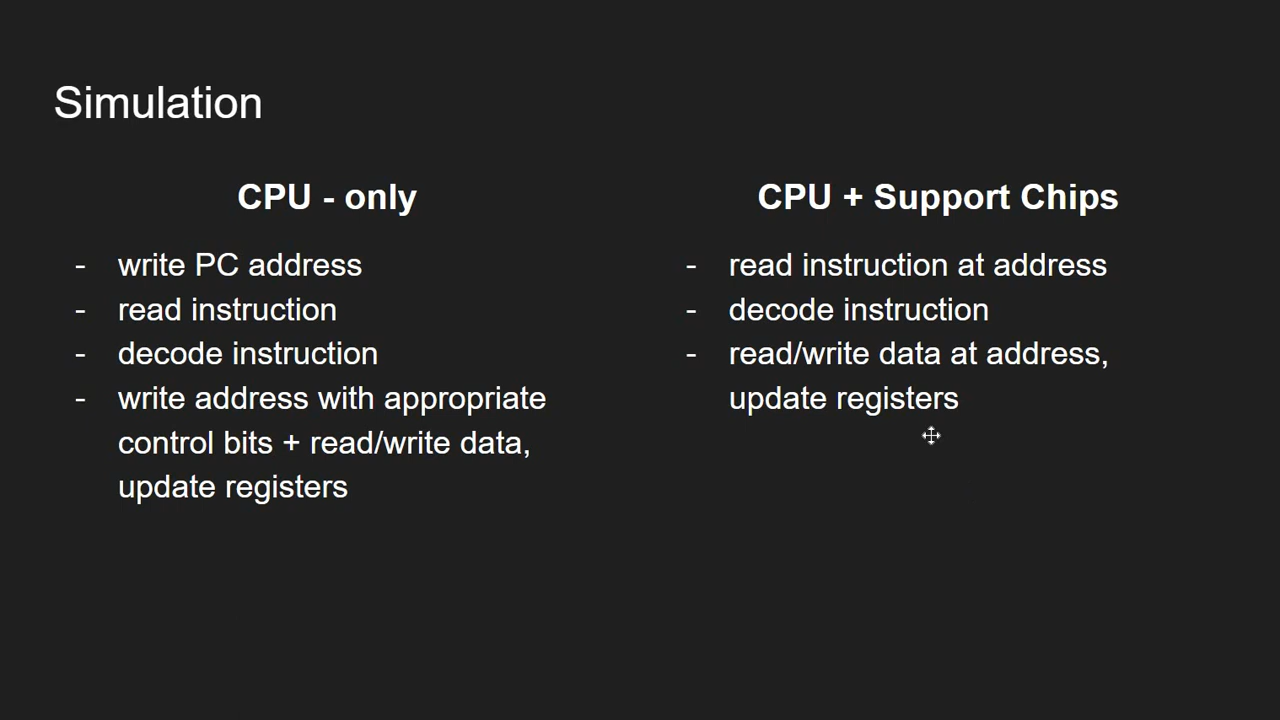 Simulation
CPU - only
- write PC address
- read instruction
- decode instruction
- write address with appropriate
control bits + read/write data,
update registers
CPU + Support Chips
- read instruction at address
- decode instruction
- read/write data at address,
update registers